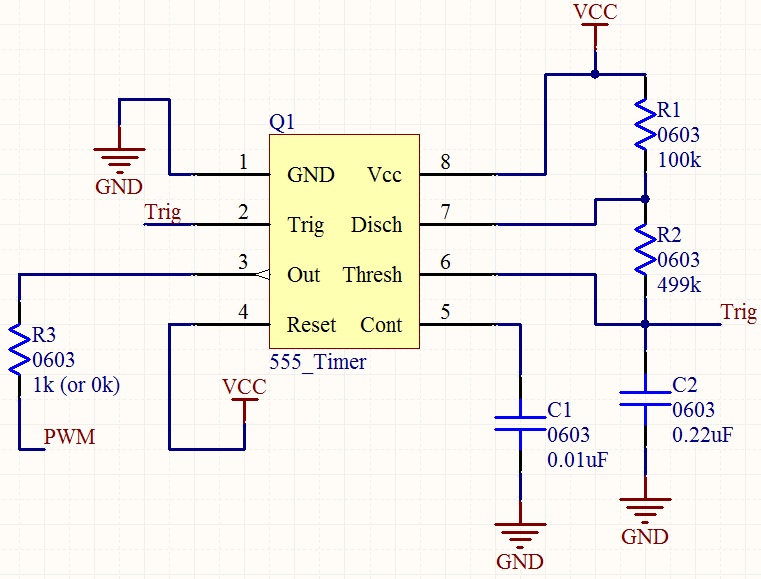 VCC
R1
0603
100k
Q1
1
GND
Vcc
8
GND
Trig
2
Trig
Disch
7
R2
0603
499k
3
Out
Thresh
6
4
Reset
Cont
5
Trig
R3
0603
1k (or 0k)
555_Timer
VCC
PWM
C1
0603
0.01uF
C2
0603
0.22uF
GND
GND